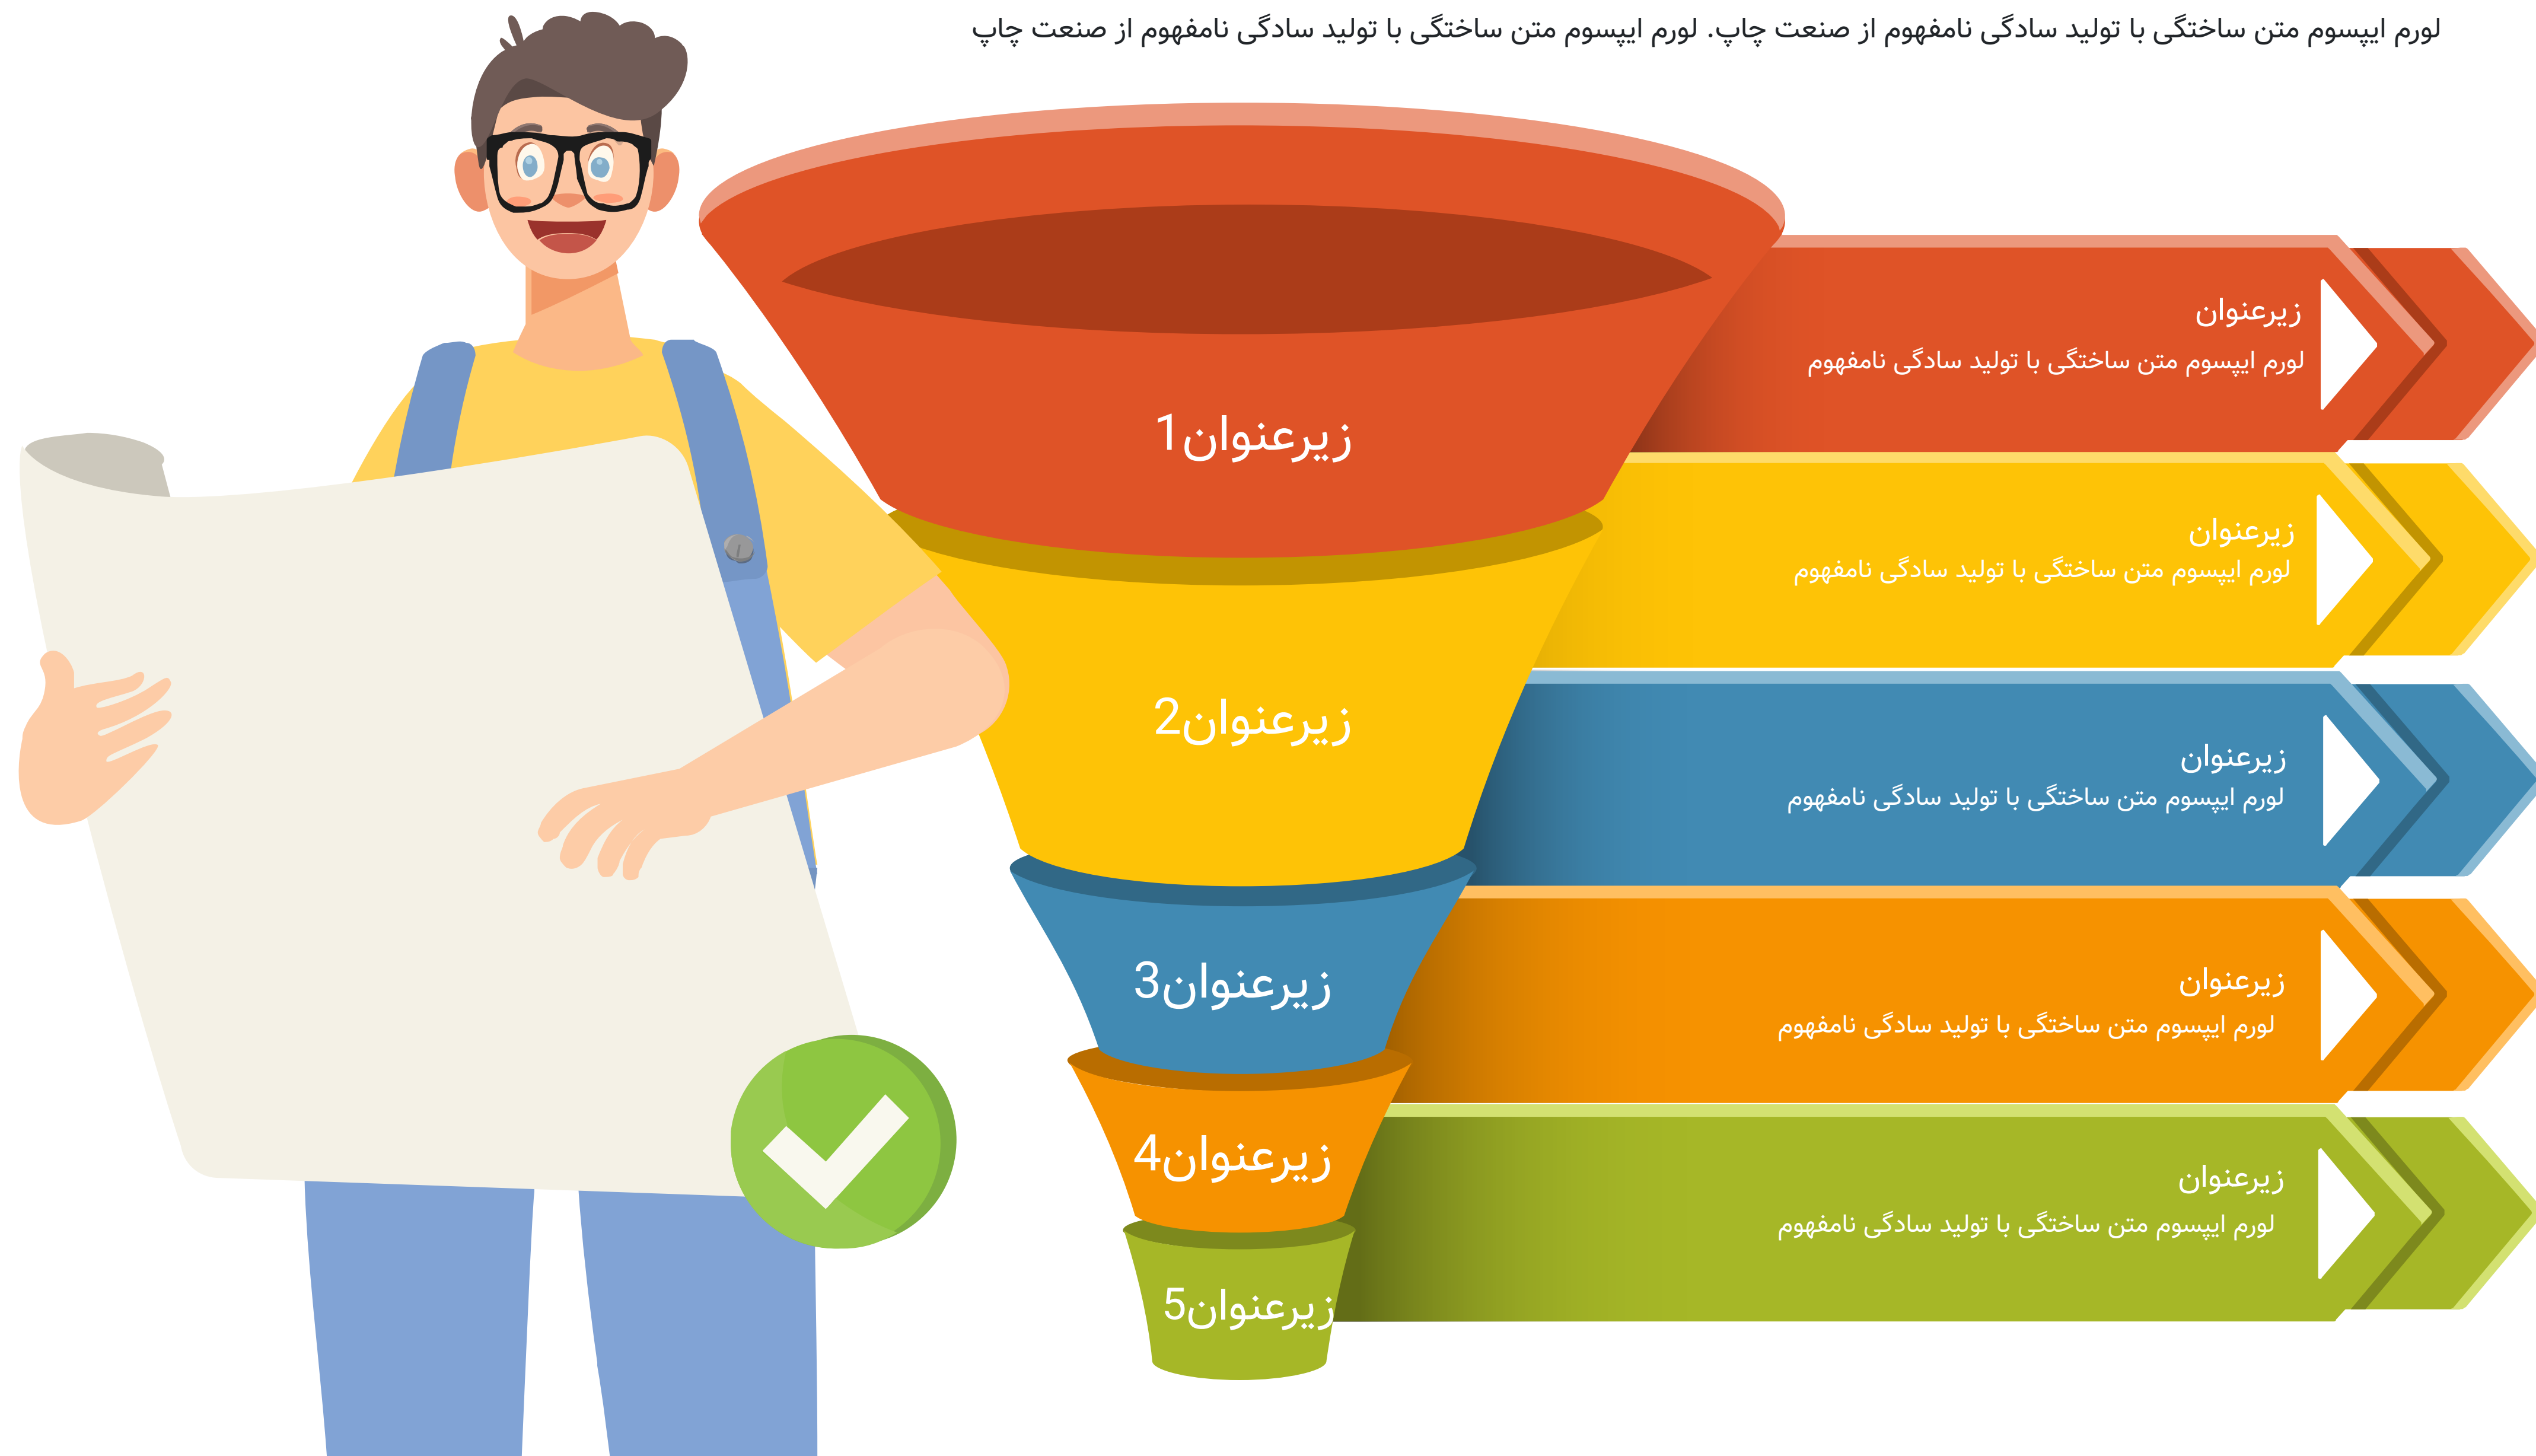 لورم ایپسوم متن ساختگی با تولید سادگی نامفهوم از صنعت چاپ. لورم ایپسوم متن ساختگی با تولید سادگی نامفهوم از صنعت چاپ
زیرعنوان
لورم ایپسوم متن ساختگی با تولید سادگی نامفهوم
زیرعنوان1
زیرعنوان
لورم ایپسوم متن ساختگی با تولید سادگی نامفهوم
زیرعنوان2
زیرعنوان
لورم ایپسوم متن ساختگی با تولید سادگی نامفهوم
زیرعنوان3
زیرعنوان
لورم ایپسوم متن ساختگی با تولید سادگی نامفهوم
زیرعنوان4
زیرعنوان
لورم ایپسوم متن ساختگی با تولید سادگی نامفهوم
زیرعنوان5